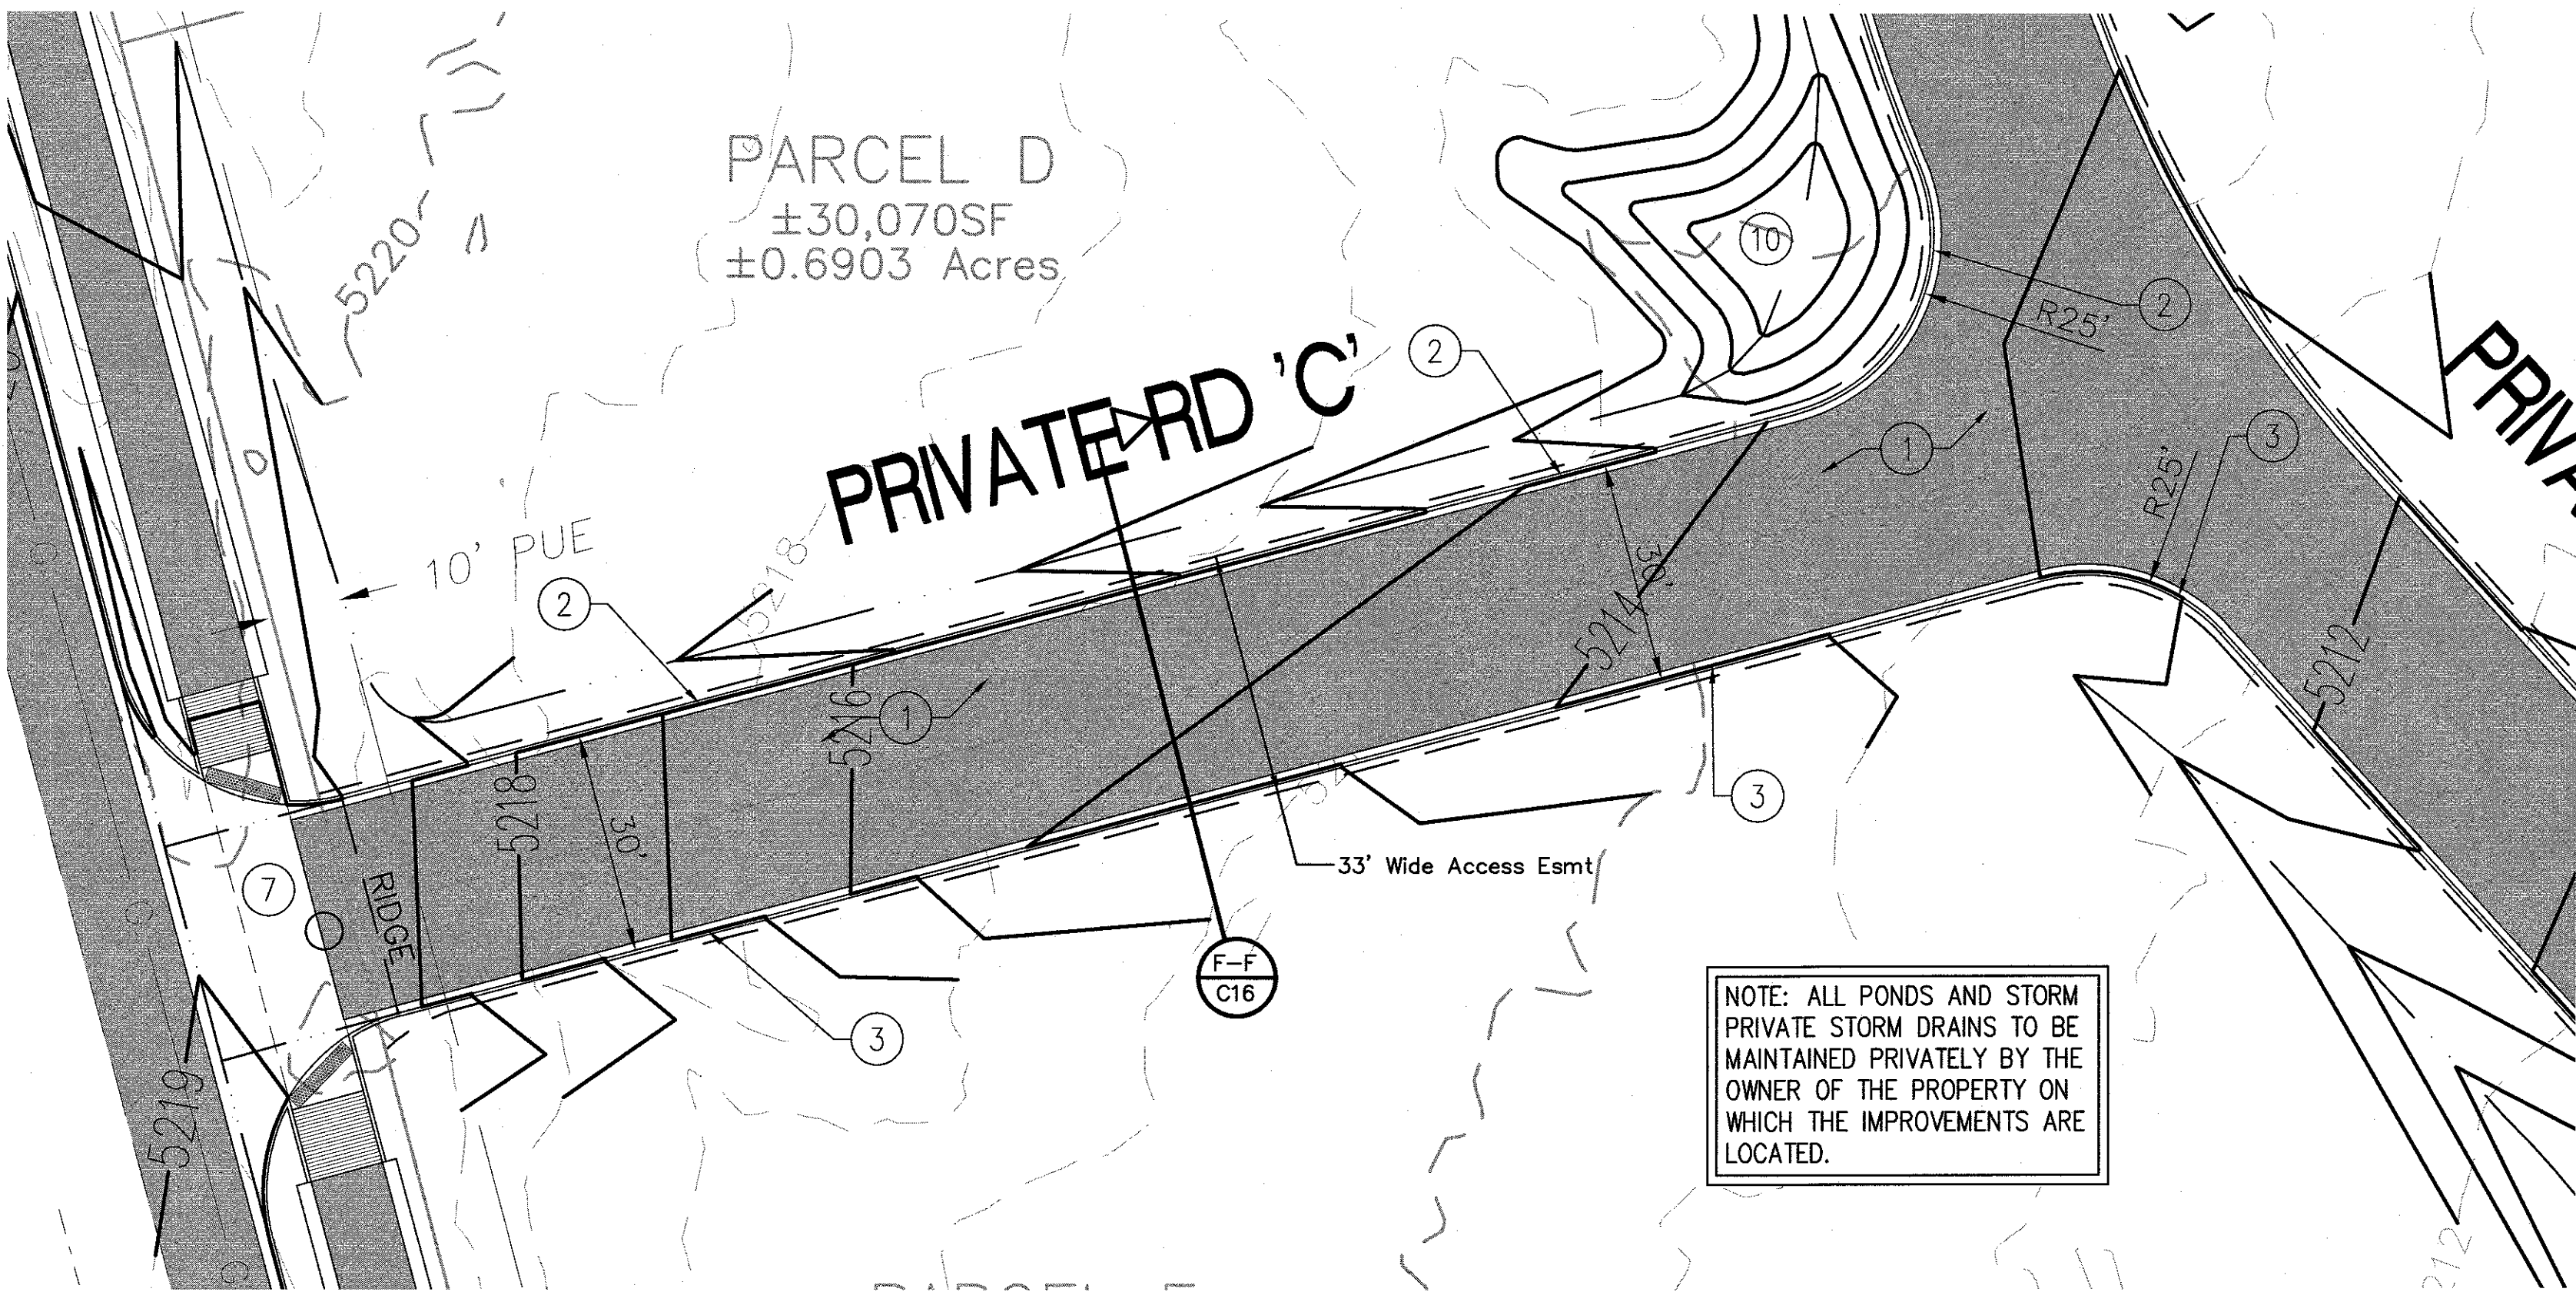 PARCEL D
±30,070SF
±0.6903 Acres
5220
PRIVATE RD 'C'
10' PUE
5218
2
2
2
10
R25'
R25'
3
1
1
30'
30'
5218
5216
5214
5212
RIDGE
7
3
3
33' Wide Access Esmt
F-F
C16
5219
G
G
G
NOTE: ALL PONDS AND STORM
PRIVATE STORM DRAINS TO BE
MAINTAINED PRIVATELY BY THE
OWNER OF THE PROPERTY ON
WHICH THE IMPROVEMENTS ARE
LOCATED.